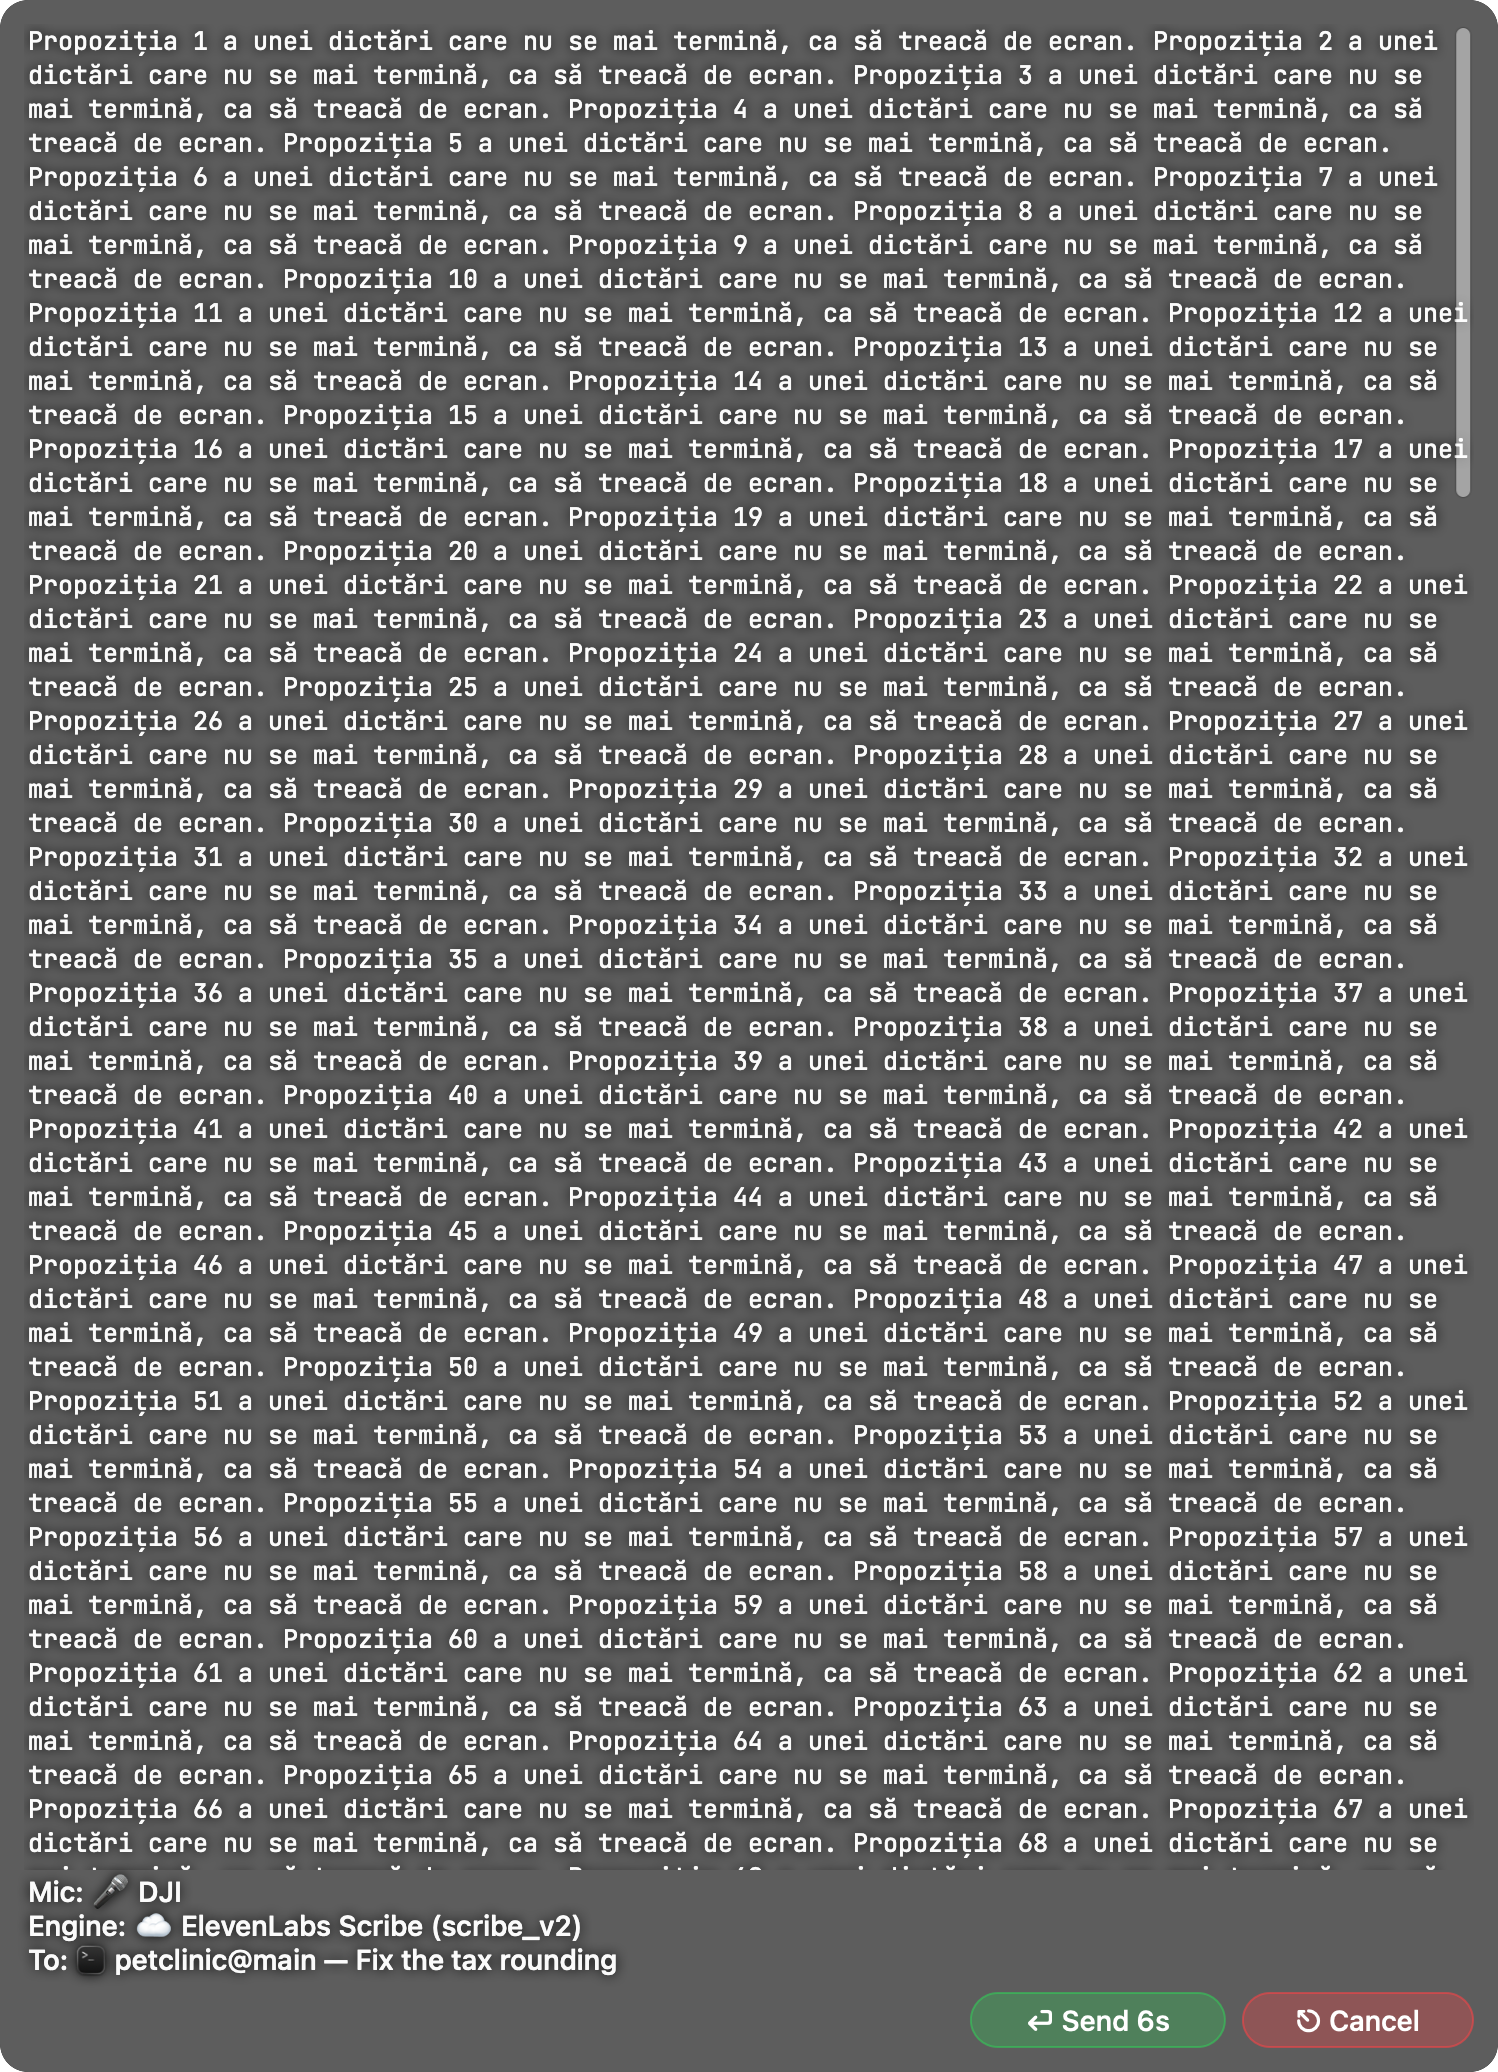 Propoziția 1 a unei dictări care nu se mai termină, ca să treacă de ecran. Propoziția 2 a unei
dictări care nu se mai termină, ca să treacă de ecran. Propoziția 3 a unei dictări care nu se
mai termină, ca să treacă de ecran. Propoziția 4 a unei dictări care nu se mai termină, ca să
treacă de ecran. Propoziția 5 a unei dictări care nu se mai termină, ca să treacă de ecran.
Propoziția 6 a unei dictări care nu se mai termină, ca să treacă de ecran. Propoziția 7 a unei
dictări care nu se mai termină, ca să treacă de ecran. Propoziția 8 a unei dictări care nu se
mai termină, ca să treacă de ecran. Propoziția 9 a unei dictări care nu se mai termină, ca să
treacă de ecran. Propoziția 10 a unei dictări care nu se mai termină, ca să treacă de ecran.
Propoziția 11 a unei dictări care nu se mai termină, ca să treacă de ecran. Propoziția 12 a unei
dictări care nu se mai termină, ca să treacă de ecran. Propoziția 13 a unei dictări care nu se
mai termină, ca să treacă de ecran. Propoziția 14 a unei dictări care nu se mai termină, ca să
treacă de ecran. Propoziția 15 a unei dictări care nu se mai termină, ca să treacă de ecran.
Propoziția 16 a unei dictări care nu se mai termină, ca să treacă de ecran. Propoziția 17 a unei
dictări care nu se mai termină, ca să treacă de ecran. Propoziția 18 a unei dictări care nu se
mai termină, ca să treacă de ecran. Propoziția 19 a unei dictări care nu se mai termină, ca să
treacă de ecran. Propoziția 20 a unei dictări care nu se mai termină, ca să treacă de ecran.
Propoziția 21 a unei dictări care nu se mai termină, ca să treacă de ecran. Propoziția 22 a unei
dictări care nu se mai termină, ca să treacă de ecran. Propoziția 23 a unei dictări care nu se
mai termină, ca să treacă de ecran. Propoziția 24 a unei dictări care nu se mai termină, ca să
treacă de ecran. Propoziția 25 a unei dictări care nu se mai termină, ca să treacă de ecran.
Propoziția 26 a unei dictări care nu se mai termină, ca să treacă de ecran. Propoziția 27 a unei
dictări care nu se mai termină, ca să treacă de ecran. Propoziția 28 a unei dictări care nu se
mai termină, ca să treacă de ecran. Propoziția 29 a unei dictări care nu se mai termină, ca să
treacă de ecran. Propoziția 30 a unei dictări care nu se mai termină, ca să treacă de ecran.
Propoziția 31 a unei dictări care nu se mai termină, ca să treacă de ecran. Propoziția 32 a unei
dictări care nu se mai termină, ca să treacă de ecran. Propoziția 33 a unei dictări care nu se
mai termină, ca să treacă de ecran. Propoziția 34 a unei dictări care nu se mai termină, ca să
treacă de ecran. Propoziția 35 a unei dictări care nu se mai termină, ca să treacă de ecran.
Propoziția 36 a unei dictări care nu se mai termină, ca să treacă de ecran. Propoziția 37 a unei
dictări care nu se mai termină, ca să treacă de ecran. Propoziția 38 a unei dictări care nu se
mai termină, ca să treacă de ecran. Propoziția 39 a unei dictări care nu se mai termină, ca să
treacă de ecran. Propoziția 40 a unei dictări care nu se mai termină, ca să treacă de ecran.
Propoziția 41 a unei dictări care nu se mai termină, ca să treacă de ecran. Propoziția 42 a unei
dictări care nu se mai termină, ca să treacă de ecran. Propoziția 43 a unei dictări care nu se
mai termină, ca să treacă de ecran. Propoziția 44 a unei dictări care nu se mai termină, ca să
treacă de ecran. Propoziția 45 a unei dictări care nu se mai termină, ca să treacă de ecran.
Propoziția 46 a unei dictări care nu se mai termină, ca să treacă de ecran. Propoziția 47 a unei
dictări care nu se mai termină, ca să treacă de ecran. Propoziția 48 a unei dictări care nu se
mai termină, ca să treacă de ecran. Propoziția 49 a unei dictări care nu se mai termină, ca să
treacă de ecran. Propoziția 50 a unei dictări care nu se mai termină, ca să treacă de ecran.
Propoziția 51 a unei dictări care nu se mai termină, ca să treacă de ecran. Propoziția 52 a unei
dictări care nu se mai termină, ca să treacă de ecran. Propoziția 53 a unei dictări care nu se
mai termină, ca să treacă de ecran. Propoziția 54 a unei dictări care nu se mai termină, ca să
treacă de ecran. Propoziția 55 a unei dictări care nu se mai termină, ca să treacă de ecran.
Propoziția 56 a unei dictări care nu se mai termină, ca să treacă de ecran. Propoziția 57 a unei
dictări care nu se mai termină, ca să treacă de ecran. Propoziția 58 a unei dictări care nu se
mai termină, ca să treacă de ecran. Propoziția 59 a unei dictări care nu se mai termină, ca să
treacă de ecran. Propoziția 60 a unei dictări care nu se mai termină, ca să treacă de ecran.
Propoziția 61 a unei dictări care nu se mai termină, ca să treacă de ecran. Propoziția 62 a unei
dictări care nu se mai termină, ca să treacă de ecran. Propoziția 63 a unei dictări care nu se
mai termină, ca să treacă de ecran. Propoziția 64 a unei dictări care nu se mai termină, ca să
treacă de ecran. Propoziția 65 a unei dictări care nu se mai termină, ca să treacă de ecran.
Propoziția 66 a unei dictări care nu se mai termină, ca să treacă de ecran. Propoziția 67 a unei
dictări care nu se mai termină, ca să treacă de ecran. Propoziția 68 a unei dictări care nu se
Mic: 🎤 DJI
Engine: ☁️ ElevenLabs Scribe (scribe_v2)
To: petclinic@main — Fix the tax rounding
Send 6s
Cancel